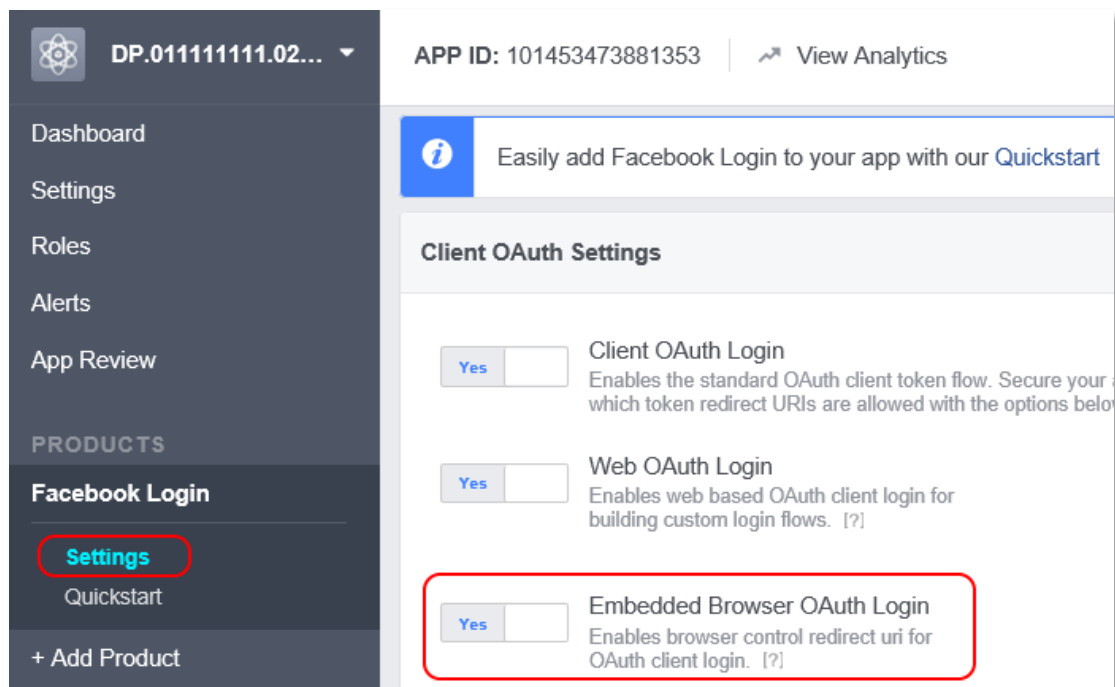 DP.011111111.02...
APP ID: 101453473881353
View Analytics
Dashboard
Settings
Roles
Alerts
App Review
PRODUCTS
Facebook Login
Settings
Quickstart
+ Add Product
i
Easily add Facebook Login to your app with our Quickstart
Client OAuth Settings
Yes
Client OAuth Login
Enables the standard OAuth client token flow. Secure your
which token redirect URIs are allowed with the options
Yes
Web OAuth Login
Enables web based OAuth client login for
building custom login flows. [?]
Yes
Embedded Browser OAuth Login
Enables browser control redirect uri for
OAuth client login. [?]